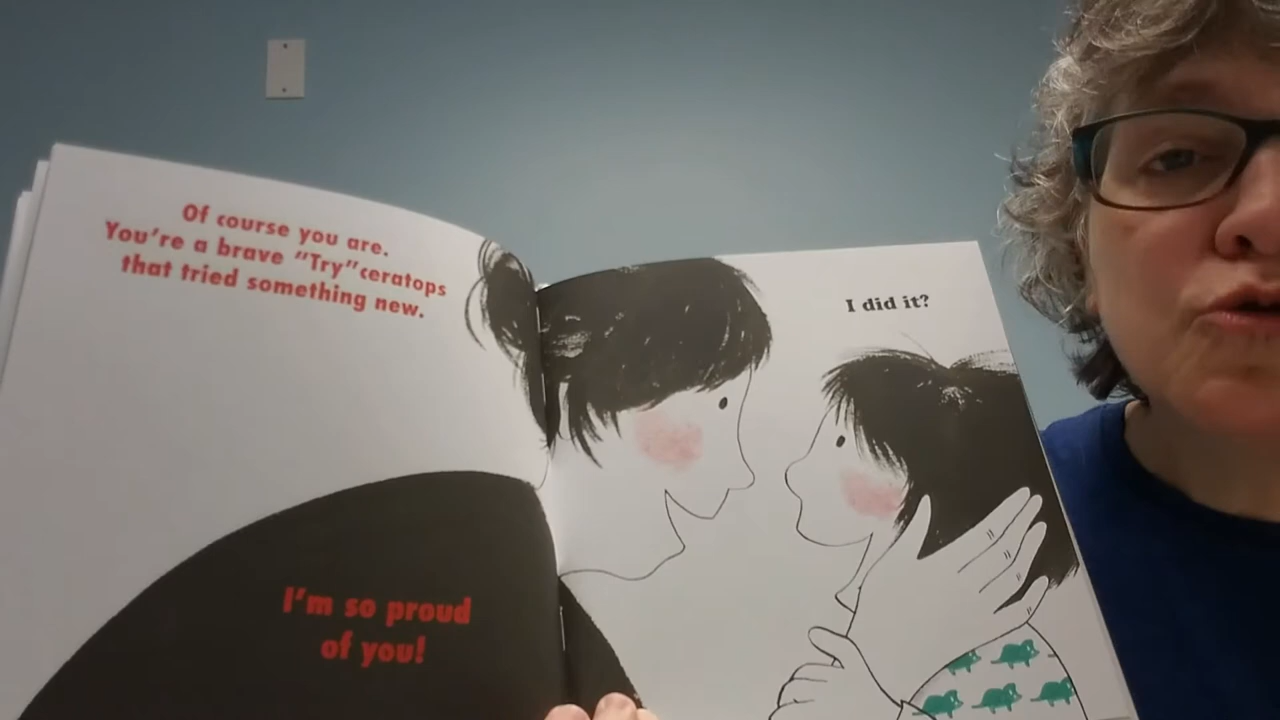 Of course you are.
You're a brave "Try"ceratops
that tried something new.
I'm so proud
of you!
I did it?